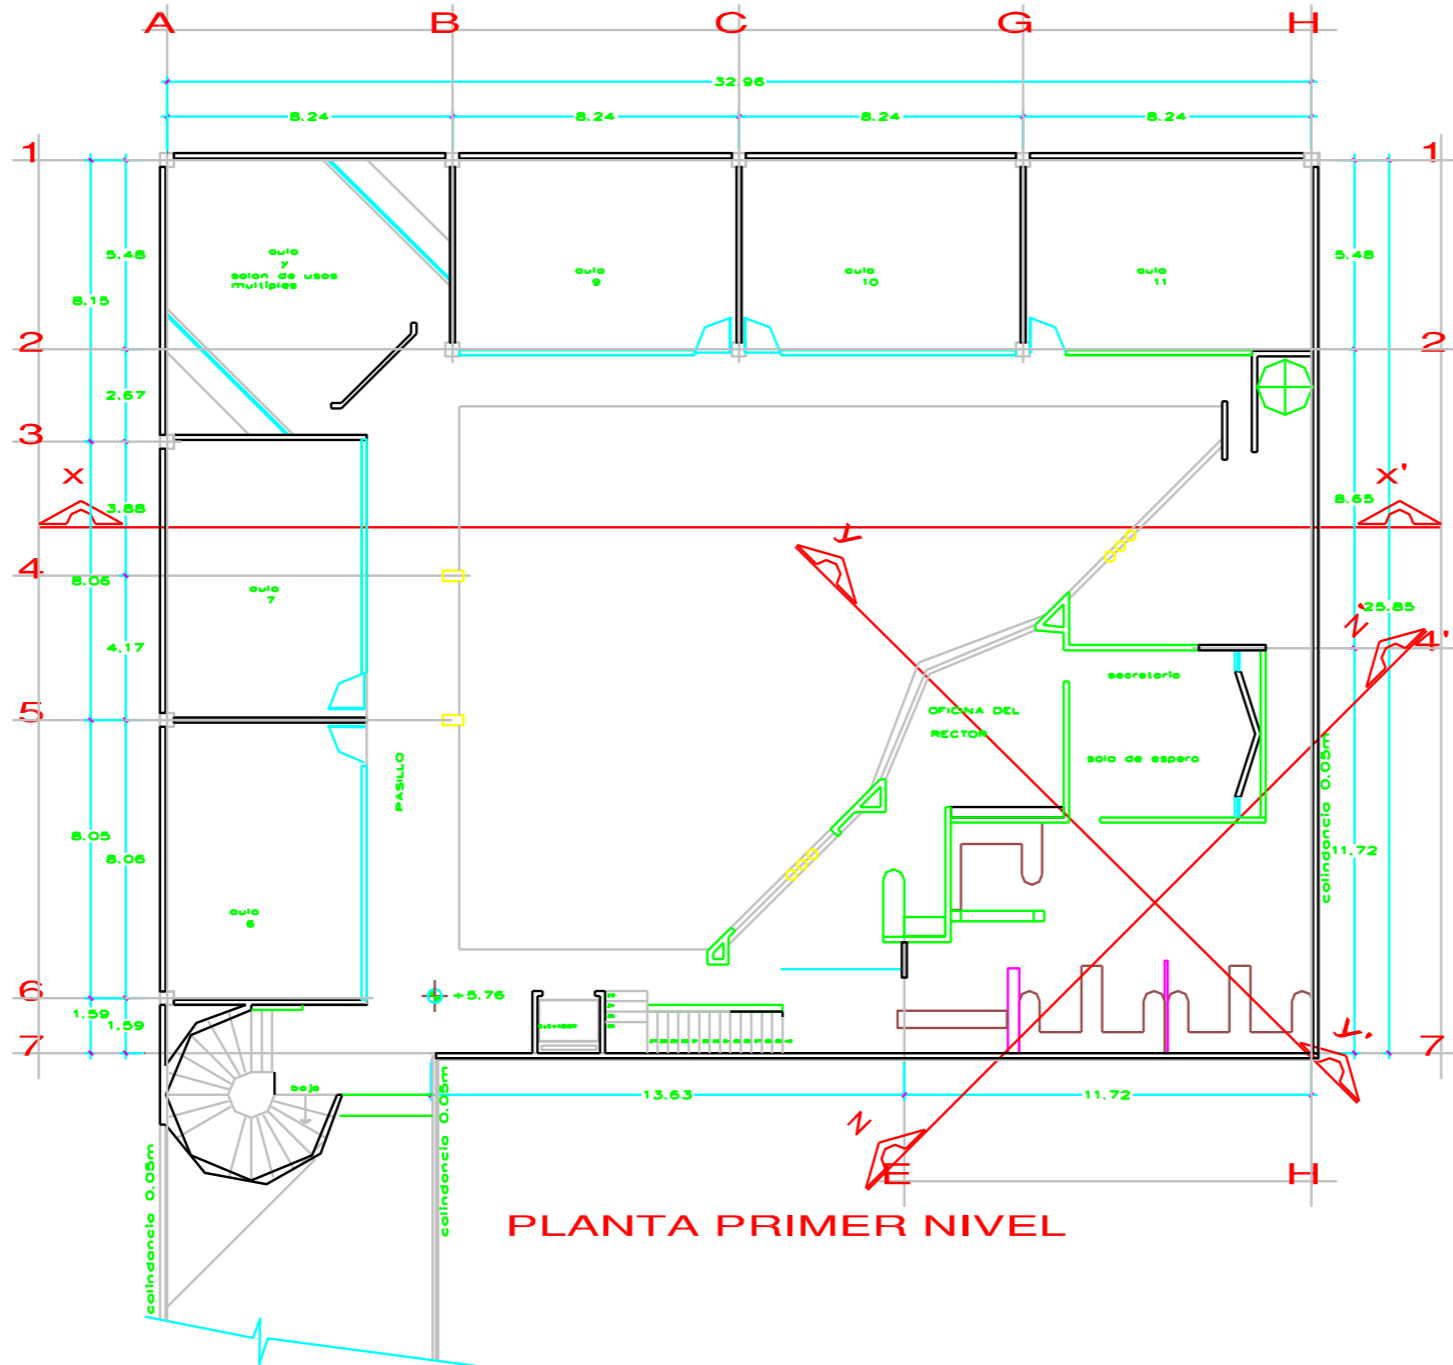 A B C G H
32.96
8.24 8.24 8.24 8.24
1 1
5.48 5.48
aula
y
salon de usos
multiples
aula
9
aula
10
aula
11
8.15
2 2
2.67
3
X X'
3.88 8.65
y
4
8.06
aula
7
25.85
N'
4.17 4'
secretaria
5
OFICINA DEL
RECTOR
sala de espera
PASILLO
colindancia 0.05m
8.05
8.06
11.72
aula
6
6
+5.76
1.59 1.59
7 7
y'
baja
13.63 11.72
colindancia 0.05m
N
colindancia 0.05m
E H
PLANTA PRIMER NIVEL